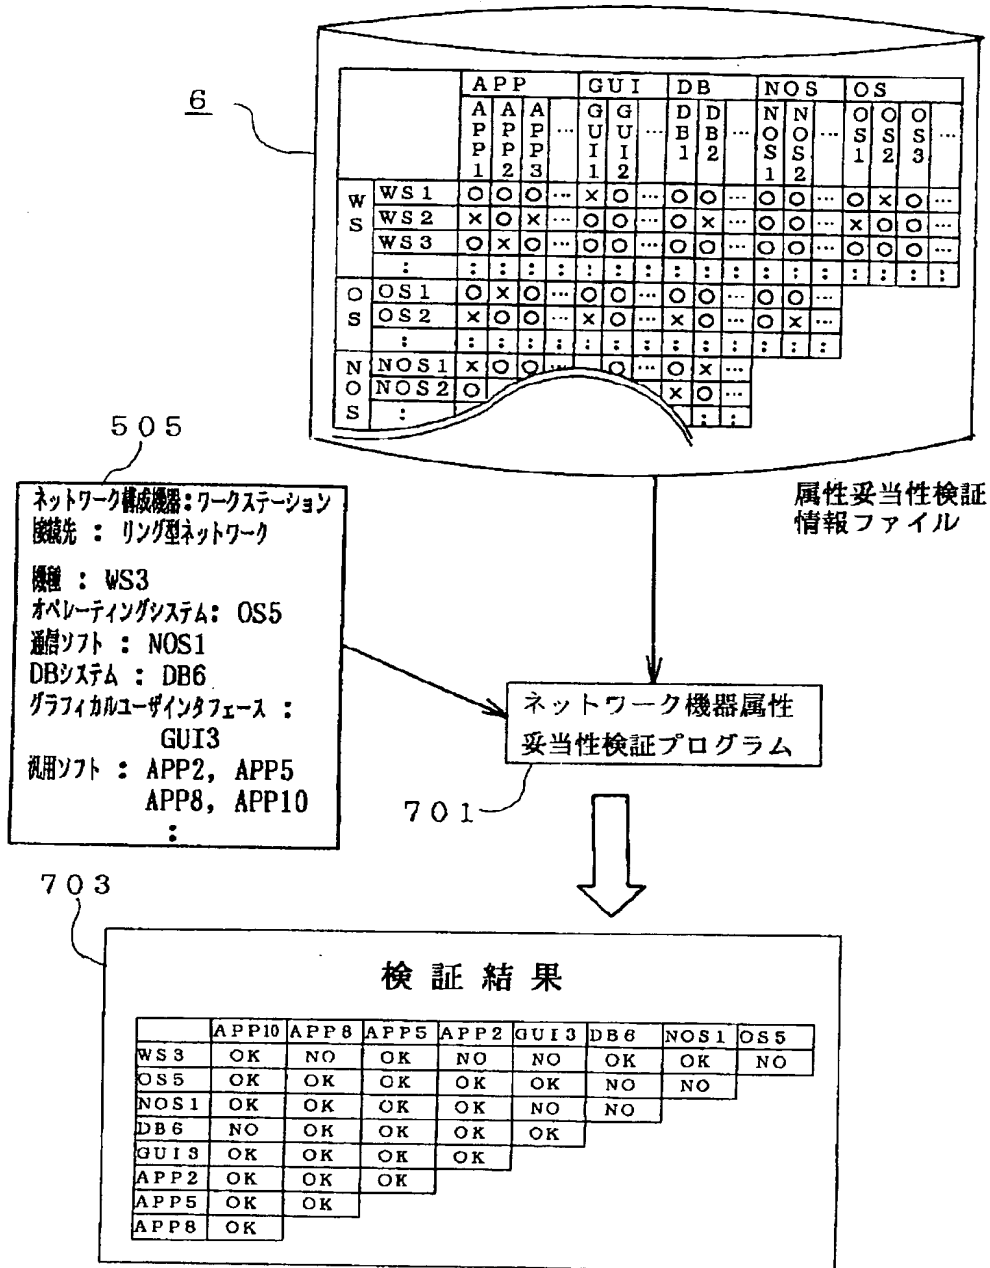 6
APP GUI DB NOS OS
APP1 APP2 APP3 … GUI1 GUI2 … DB1 DB2 … NOS1 NOS2 … OS1 OS2 OS3 …
WS
WS1 ○ ○ ○ … × ○ … ○ ○ … ○ ○ … ○ × ○ …
WS2 × ○ × … ○ ○ … ○ × … ○ ○ … × ○ ○ …
WS3 ○ × ○ … ○ ○ … ○ ○ … ○ ○ … ○ ○ ○ …
: : : : : : : : : : : : : : : : : :
OS
OS1 ○ × ○ … ○ ○ … ○ ○ … ○ ○ …
OS2 × ○ ○ … × ○ … × ○ … ○ × …
: : : : : : : : : : : : :
NOS
NOS1 × ○ ○ … ○ … ○ × …
NOS2 ○ × ○ …
: : : :
属性妥当性検証
情報ファイル
505
ネットワーク構成機器：ワークステーション
接続先 ： リング型ネットワーク
機種 ： WS3
オペレーティングシステム： OS5
通信ソフト ： NOS1
DBシステム ： DB6
グラフィカルユーザインタフェース ：
GUI3
汎用ソフト ： APP2, APP5
APP8, APP10
:
ネットワーク機器属性
妥当性検証プログラム
701
703
検証結果
APP10 APP8 APP5 APP2 GUI3 DB6 NOS1 OS5
WS3 OK NO OK NO NO OK OK NO
OS5 OK OK OK OK OK NO NO
NOS1 OK OK OK OK NO NO
DB6 NO OK OK OK OK
GUI3 OK OK OK OK
APP2 OK OK OK
APP5 OK OK
APP8 OK